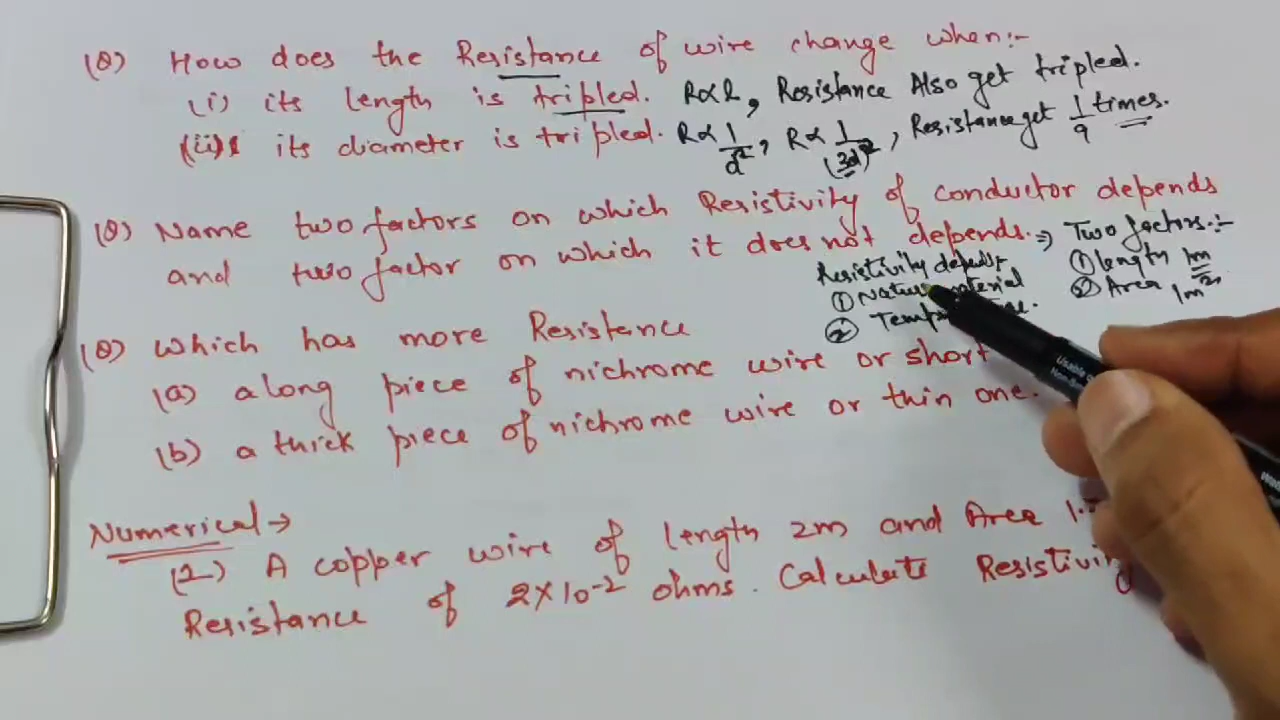 (Q) How does the Resistance of wire change when:-
(i) its length is tripled. R∝l, Resistance Also get tripled.
(ii) its diameter is tripled. R∝1/d², R∝1/(3d)², Resistance get 1/9 times.
(Q) Name two factors on which Resistivity of conductor depends
and two factor on which it does not depends. ⇒ Two factors:-
Resistivity depend
① Length 1m
① Nature material
② Area 1m²
②
(Q) Which has more Resistance
(a) a long piece of nichrome wire or short
(b) a thick piece of nichrome wire or thin one.
Numerical →
(1) A copper wire of length 2m and Area
Resistance of 2×10-2 ohms. Calculate